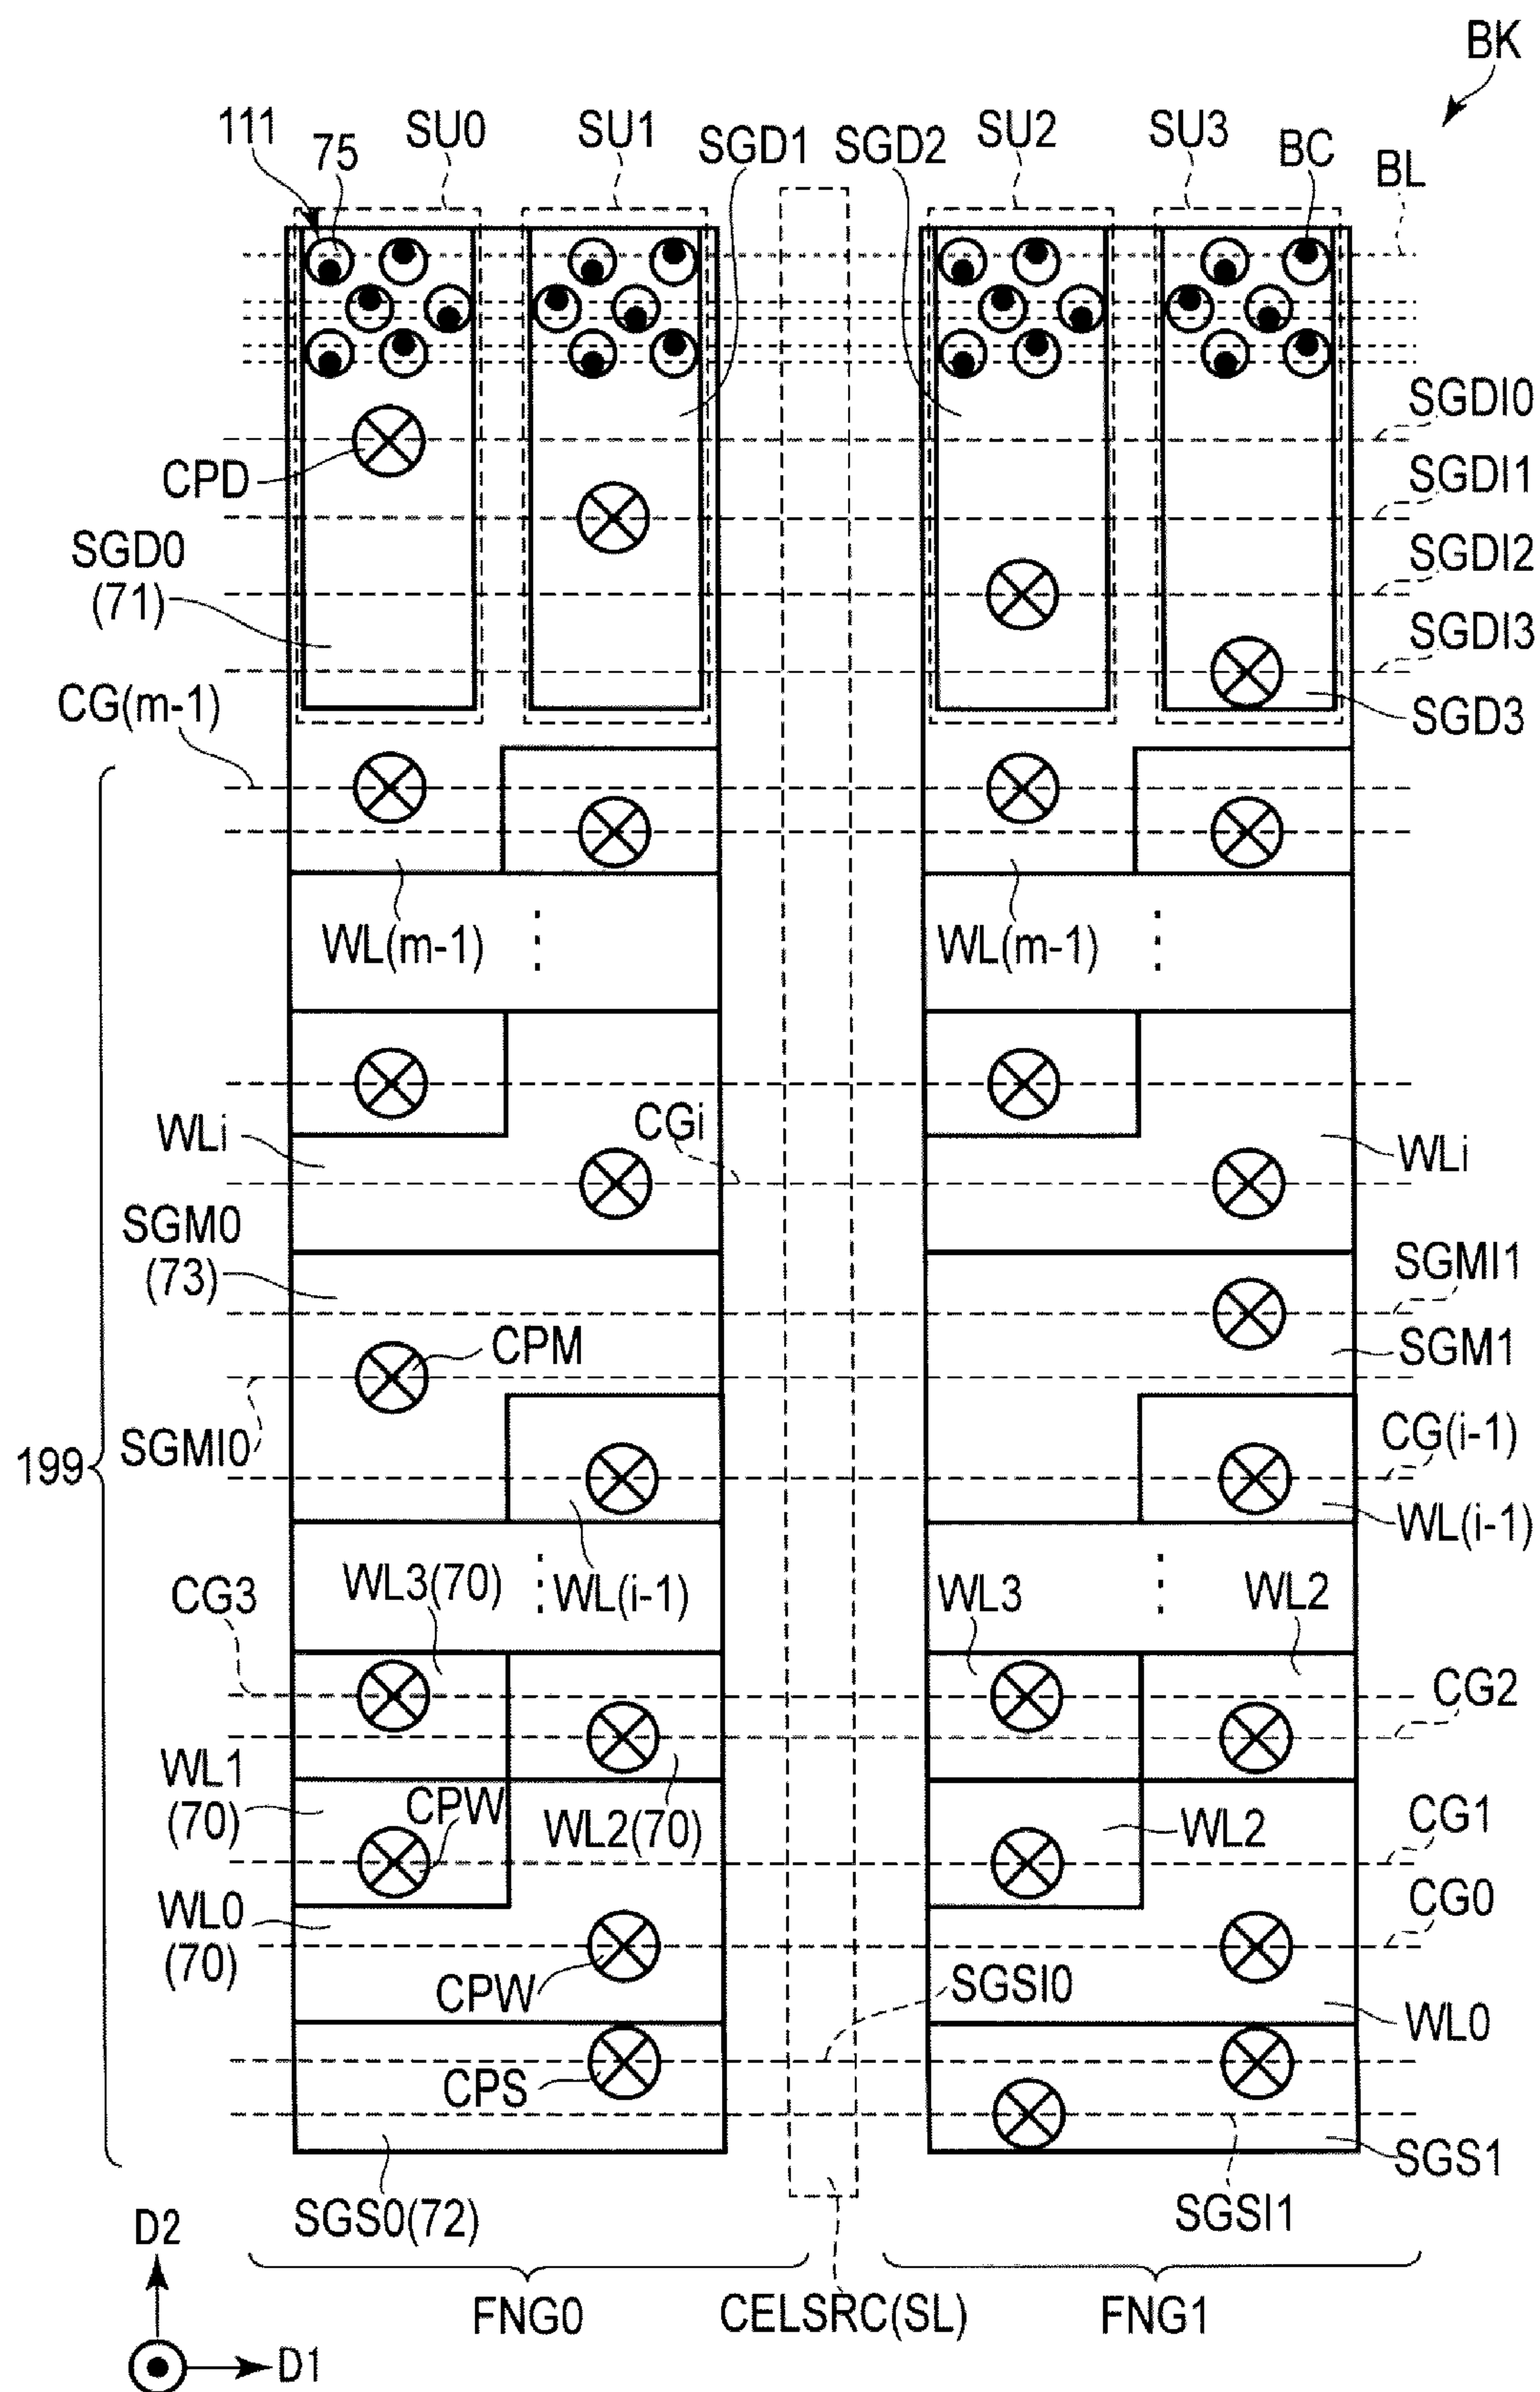 BK
111
75
SU0
SU1
SGD1
SGD2
SU2
SU3
BC
BL
SGDI0
CPD
SGDI1
SGD0
(71)
SGDI2
SGDI3
CG(m-1)
SGD3
WL(m-1)
WL(m-1)
WLi
CGi
WLi
SGM0
(73)
SGMI1
CPM
SGM1
SGMI0
CG(i-1)
199
WL(i-1)
CG3
WL3(70)
WL(i-1)
WL3
WL2
CG2
WL1
(70)
CPW
WL2(70)
WL2
CG1
WL0
(70)
CG0
CPW
SGSI0
WL0
CPS
SGS1
SGS0(72)
SGSI1
D2
FNG0
CELSRC(SL)
FNG1
D1